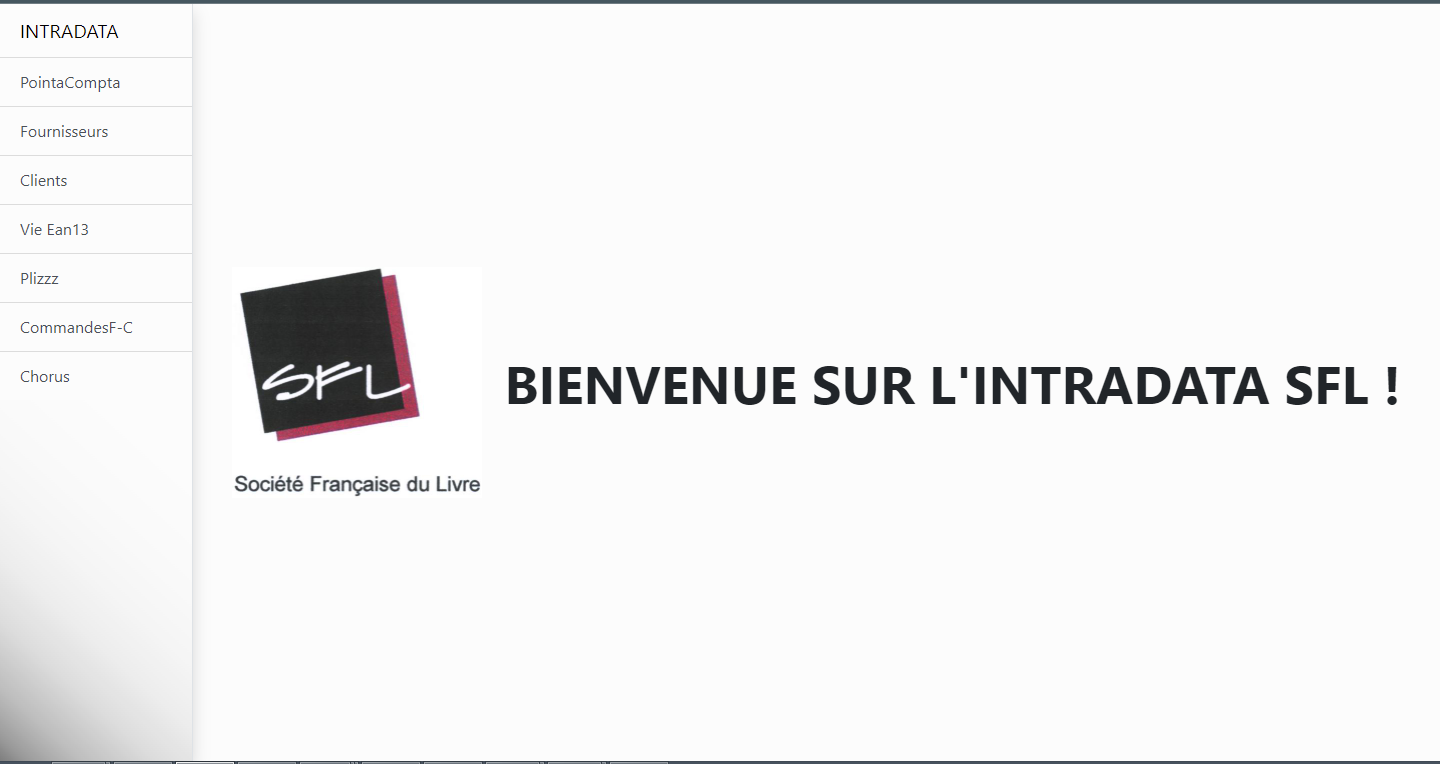 INTRADATA
PointaCompta
Fournisseurs
Clients
Vie Ean13
Plizzz
CommandesF-C
Chorus
SFL
Société Française du Livre
BIENVENUE SUR L'INTRADATA SFL !